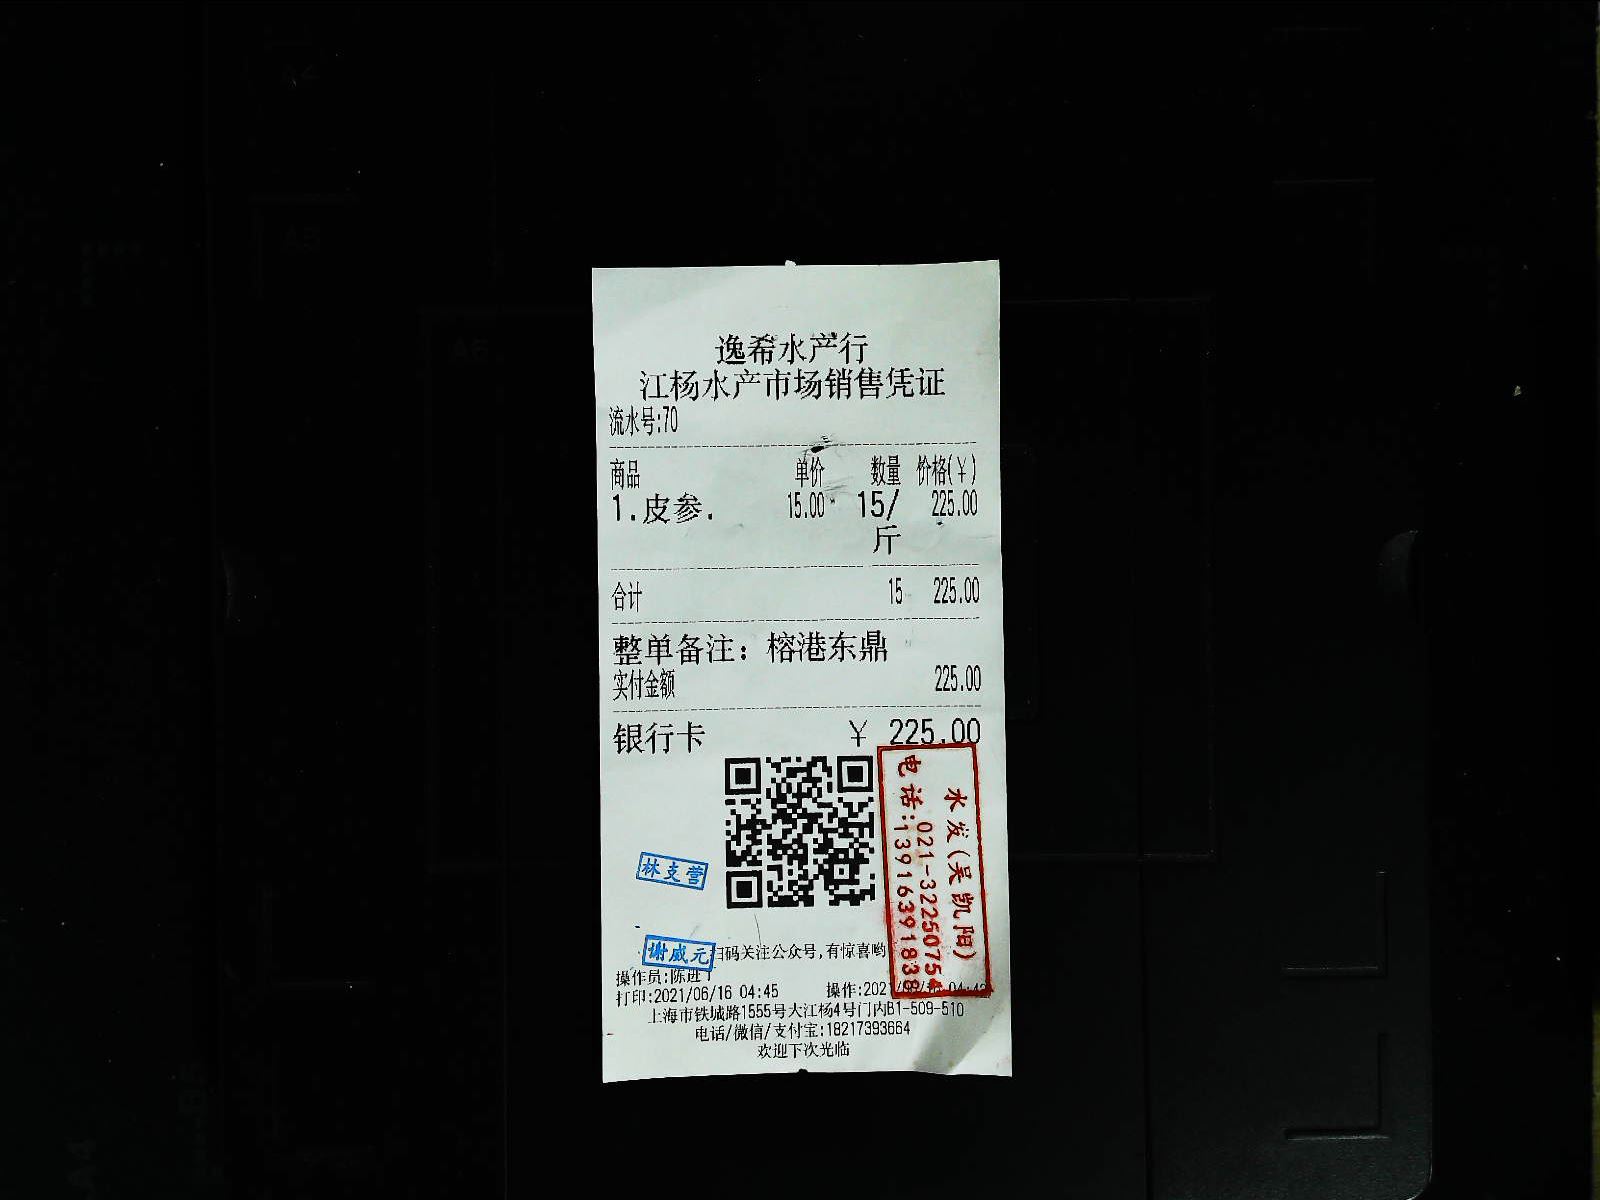 逸希水产行
江杨水产市场销售凭证
流水号:70
商品 单价 数量 价格(¥)
1.皮参. 15.00 15/斤 225.00
合计 15 225.00
整单备注：榕港东鼎
实付金额 225.00
银行卡 ¥ 225.00
水发(吴凯阳)
电话:021-32250754
13916391838
林支营
谢威元
扫码关注公众号,有惊喜哟
操作员:陈进
打印:2021/06/16 04:45 操作:2021/06/16 04:43
上海市铁城路1555号大江杨4号门内B1-509-510
电话/微信/支付宝:18217393664
欢迎下次光临